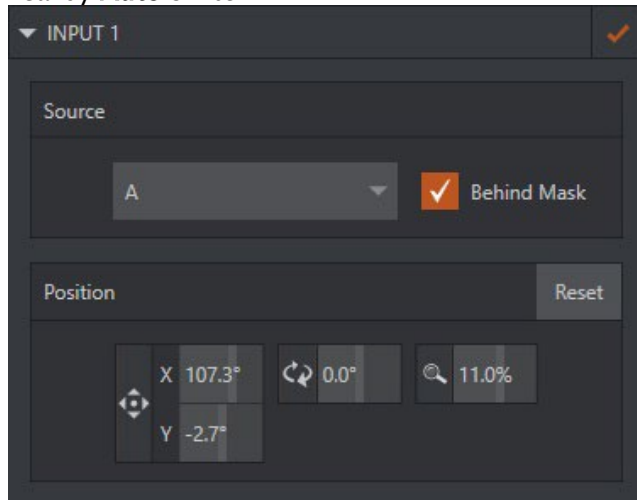 INPUT 1
Source
A
Behind Mask
Position
Reset
X 107.3° 0.0° 11.0%
Y -2.7°